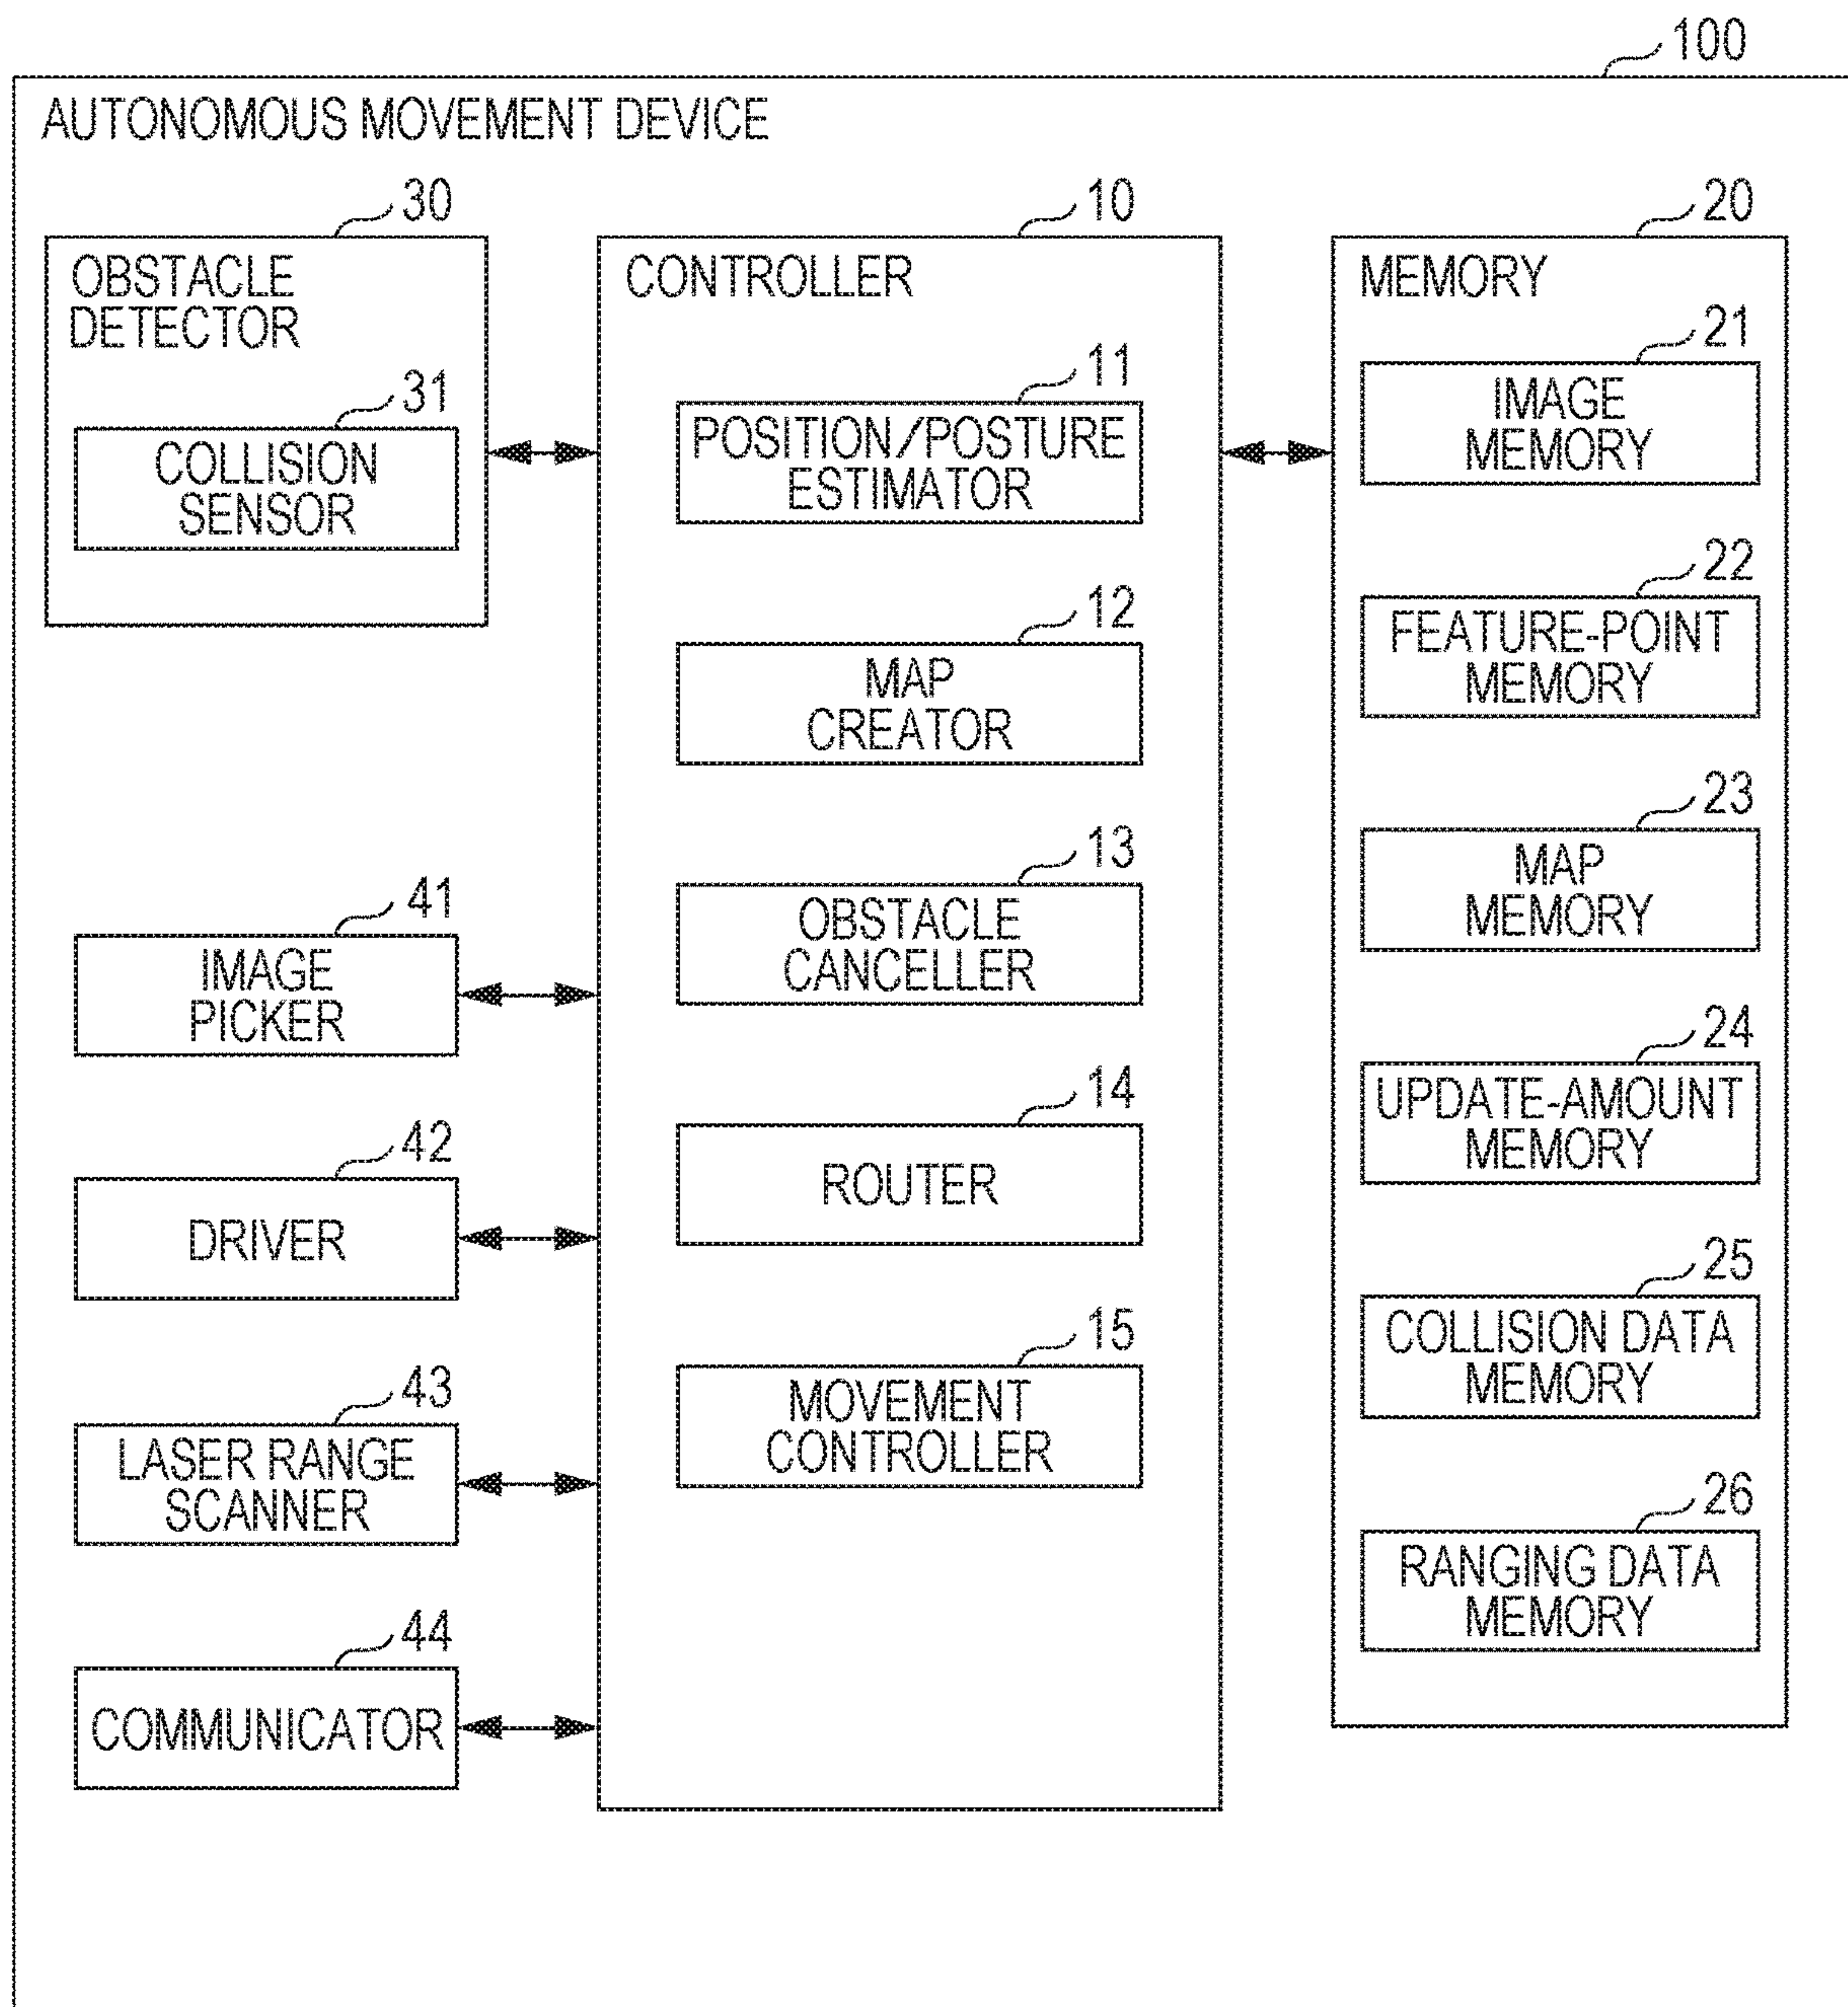 100
AUTONOMOUS MOVEMENT DEVICE
30
OBSTACLE
DETECTOR
31
COLLISION
SENSOR
41
IMAGE
PICKER
42
DRIVER
43
LASER RANGE
SCANNER
44
COMMUNICATOR
10
CONTROLLER
11
POSITION/POSTURE
ESTIMATOR
12
MAP
CREATOR
13
OBSTACLE
CANCELLER
14
ROUTER
15
MOVEMENT
CONTROLLER
20
MEMORY
21
IMAGE
MEMORY
22
FEATURE-POINT
MEMORY
23
MAP
MEMORY
24
UPDATE-AMOUNT
MEMORY
25
COLLISION DATA
MEMORY
26
RANGING DATA
MEMORY